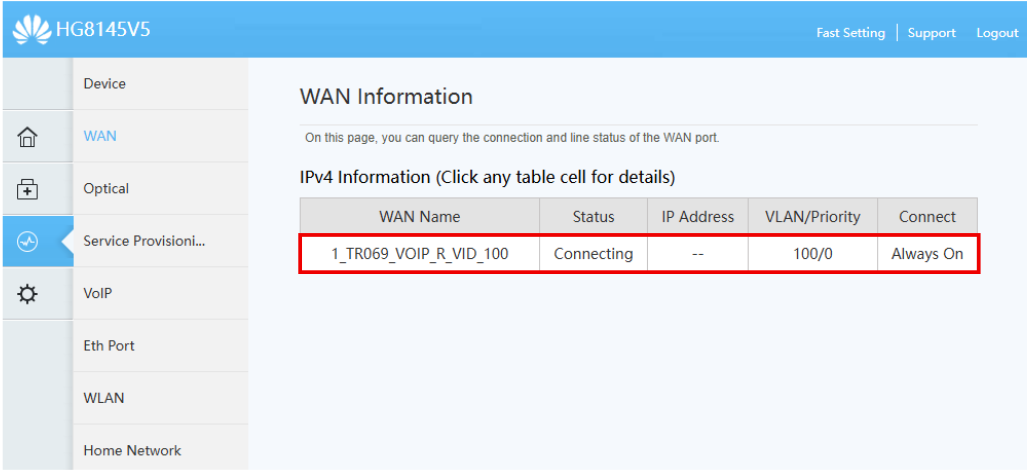 HG8145V5
Fast Setting | Support Logout
Device
WAN
Optical
Service Provisioni...
VoIP
Eth Port
WLAN
Home Network
WAN Information
On this page, you can query the connection and line status of the WAN port.
IPv4 Information (Click any table cell for details)
WAN Name Status IP Address VLAN/Priority Connect
1_TR069_VOIP_R_VID_100 Connecting -- 100/0 Always On